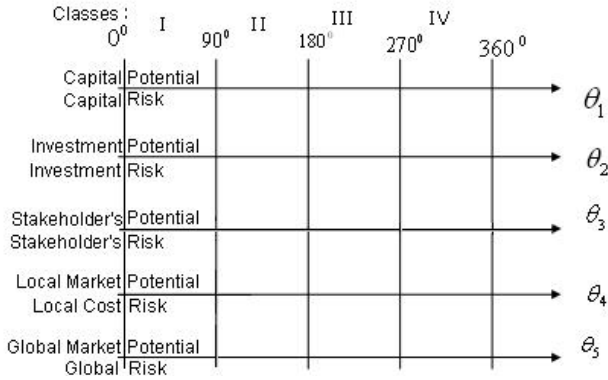 Classes : I II III IV
0⁰ 90⁰ 180⁰ 270⁰ 360⁰
Capital Potential
Capital Risk
θ₁
Investment Potential
Investment Risk
θ₂
Stakeholder's Potential
Stakeholder's Risk
θ₃
Local Market Potential
Local Cost Risk
θ₄
Global Market Potential
Global Risk
θ₅